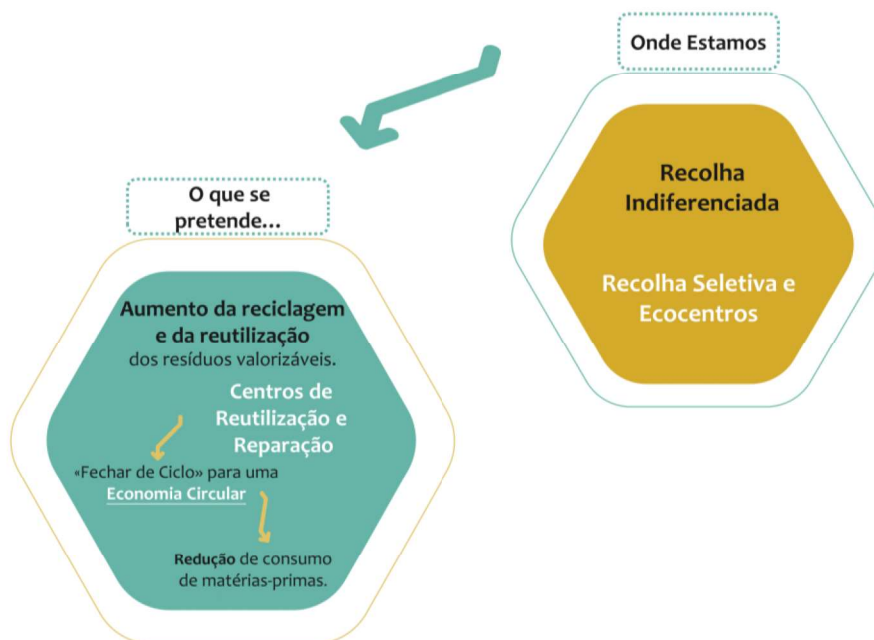 Onde Estamos
Recolha
Indiferenciada
Recolha Seletiva e
Ecocentros
O que se
pretende...
Aumento da reciclagem
e da reutilização
dos resíduos valorizáveis.
Centros de
Reutilização e
Reparação
«Fechar de Ciclo» para uma
Economia Circular
Redução de consumo
de matérias-primas.